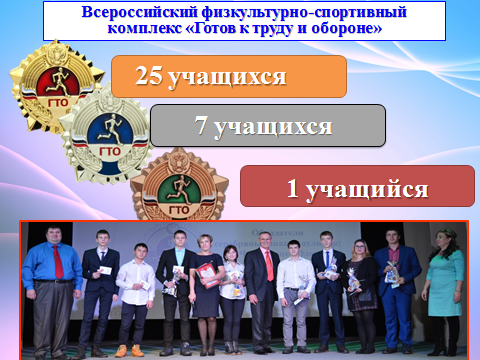 Всероссийский физкультурно-спортивный
комплекс «Готов к труду и обороне»
25 учащихся
ГТО
7 учащихся
ГТО
1 учащийся
ГТО